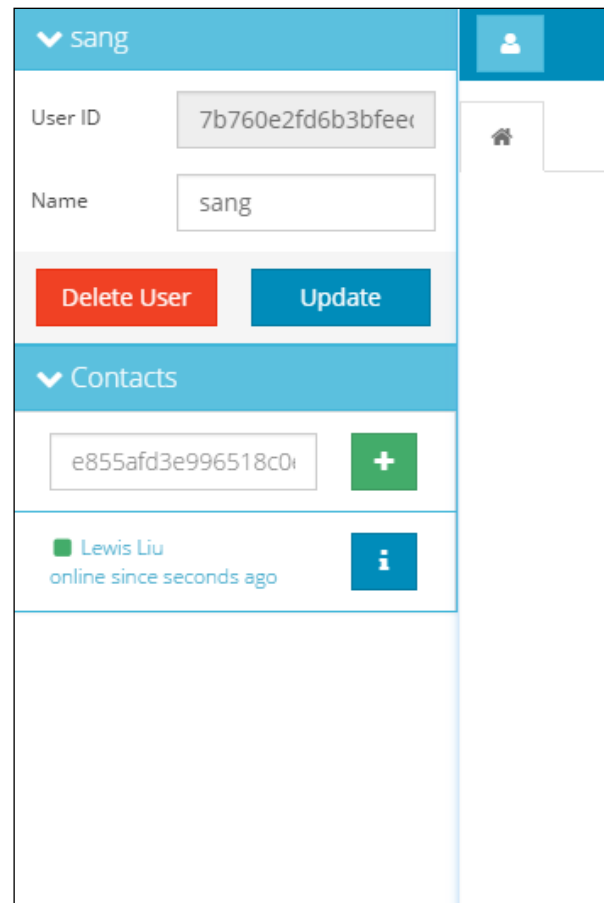 sang
User ID
7b760e2fd6b3bfee
Name
sang
Delete User
Update
Contacts
e855afd3e996518c0
Lewis Liu
online since seconds ago